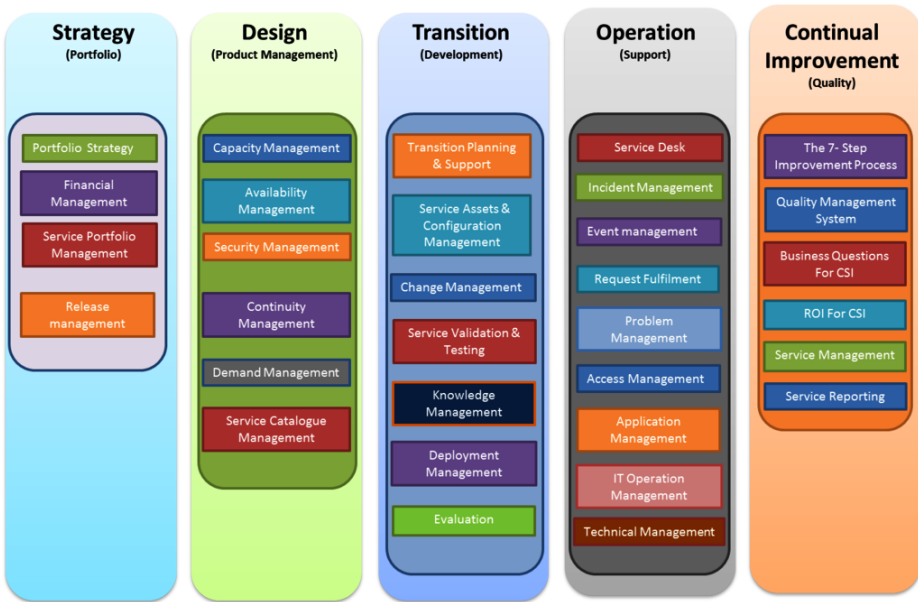 Strategy
(Portfolio)
Portfolio Strategy
Financial
Management
Service Portfolio
Management
Release
management
Design
(Product Management)
Capacity Management
Availability
Management
Security Management
Continuity
Management
Demand Management
Service Catalogue
Management
Transition
(Development)
Transition Planning
& Support
Service Assets &
Configuration
Management
Change Management
Service Validation &
Testing
Knowledge
Management
Deployment
Management
Evaluation
Operation
(Support)
Service Desk
Incident Management
Event management
Request Fulfilment
Problem
Management
Access Management
Application
Management
IT Operation
Management
Technical Management
Continual
Improvement
(Quality)
The 7- Step
Improvement Process
Quality Management
System
Business Questions
For CSI
ROI For CSI
Service Management
Service Reporting